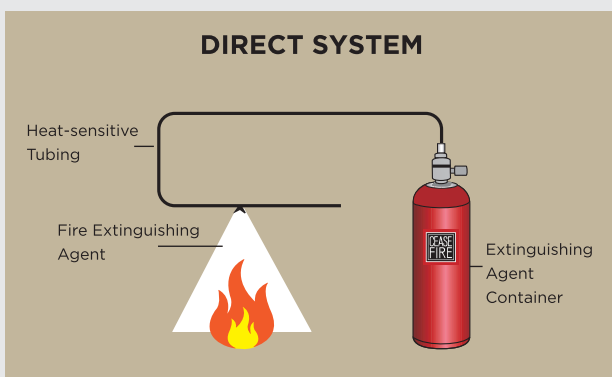 DIRECT SYSTEM
Heat-sensitive
Tubing
Fire Extinguishing
Agent
CEASE
FIRE
Extinguishing
Agent
Container